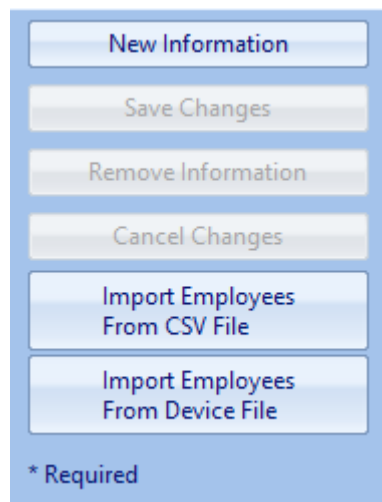 New Information
Save Changes
Remove Information
Cancel Changes
Import Employees
From CSV File
Import Employees
From Device File
* Required